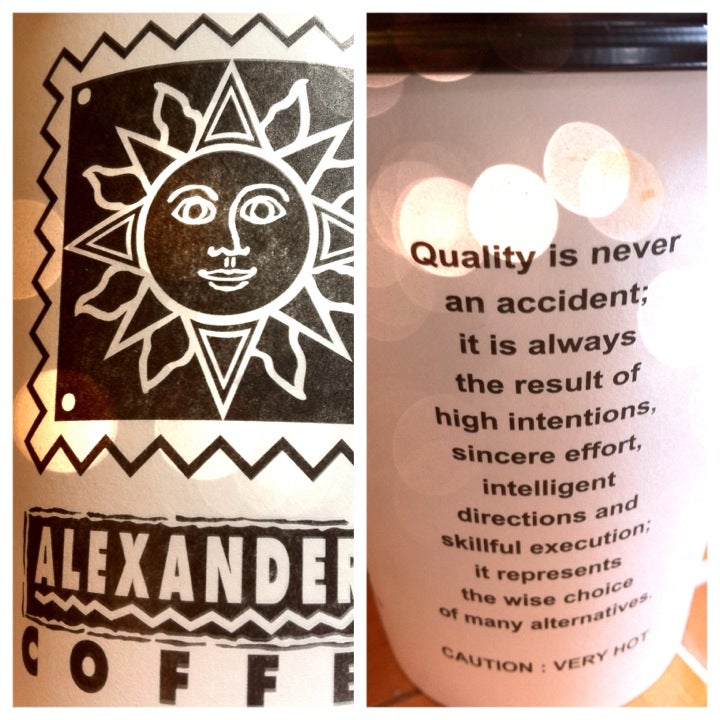 ALEXANDER
COFFE
Quality is never
an accident;
it is always
the result of
high intentions,
sincere effort,
intelligent
directions and
skillful execution;
it represents
the wise choice
of many alternatives.
CAUTION : VERY HOT